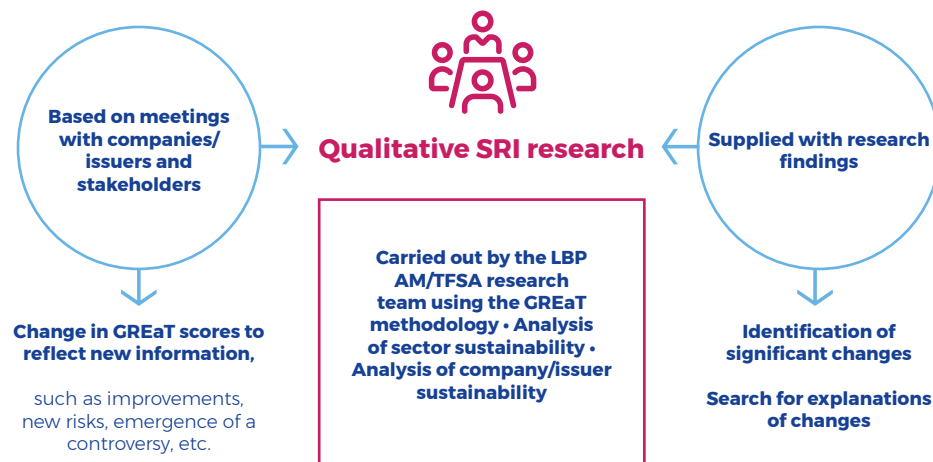 Based on meetings
with companies/
issuers and
stakeholders
Qualitative SRI research
Supplied with research
findings
Carried out by the LBP
AM/TFSA research
team using the GREaT
methodology • Analysis
of sector sustainability •
Analysis of company/issuer
sustainability
Change in GREaT scores to
reflect new information,
such as improvements,
new risks, emergence of a
controversy, etc.
Identification of
significant changes
Search for explanations
of changes